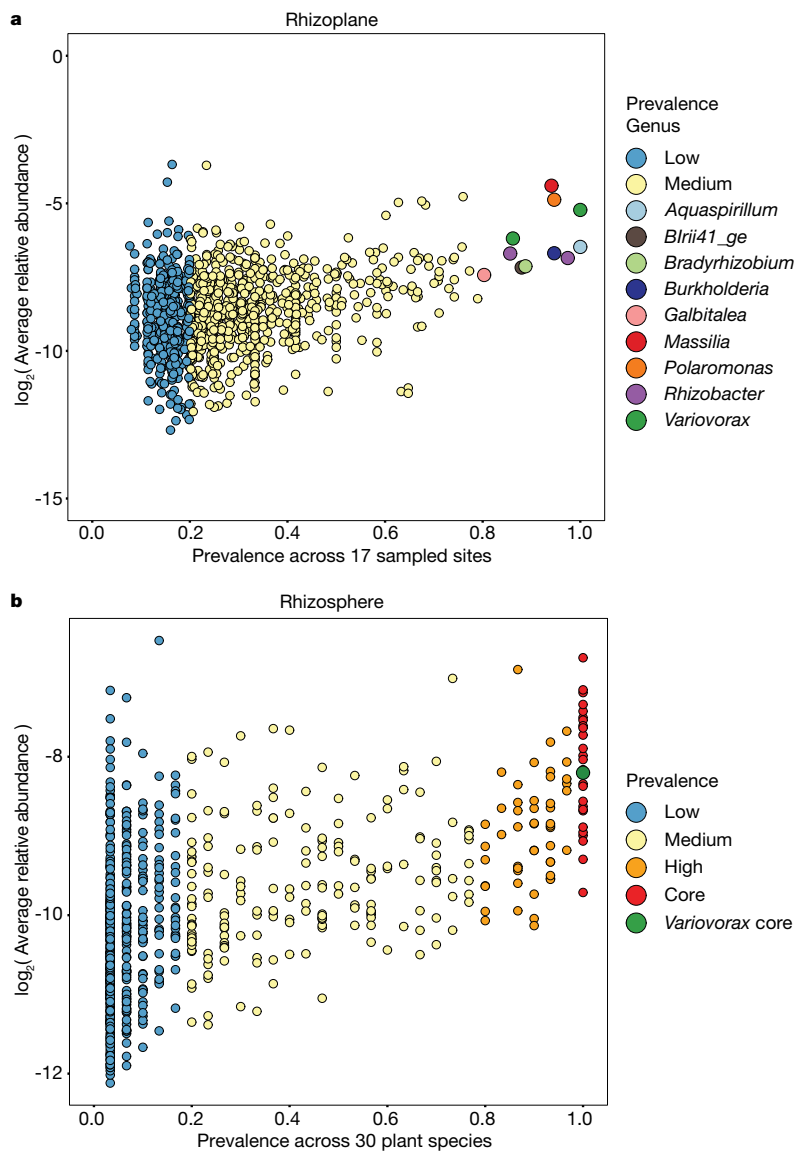 a
Rhizoplane
0
-5
-10
-15
log2( Average relative abundance )
0.0 0.2 0.4 0.6 0.8 1.0
Prevalence across 17 sampled sites
Prevalence
Genus
Low
Medium
Aquaspirillum
BIrii41_ge
Bradyrhizobium
Burkholderia
Galbitalea
Massilia
Polaromonas
Rhizobacter
Variovorax
b
Rhizosphere
-8
-10
-12
log2( Average relative abundance )
0.0 0.2 0.4 0.6 0.8 1.0
Prevalence across 30 plant species
Prevalence
Low
Medium
High
Core
Variovorax core